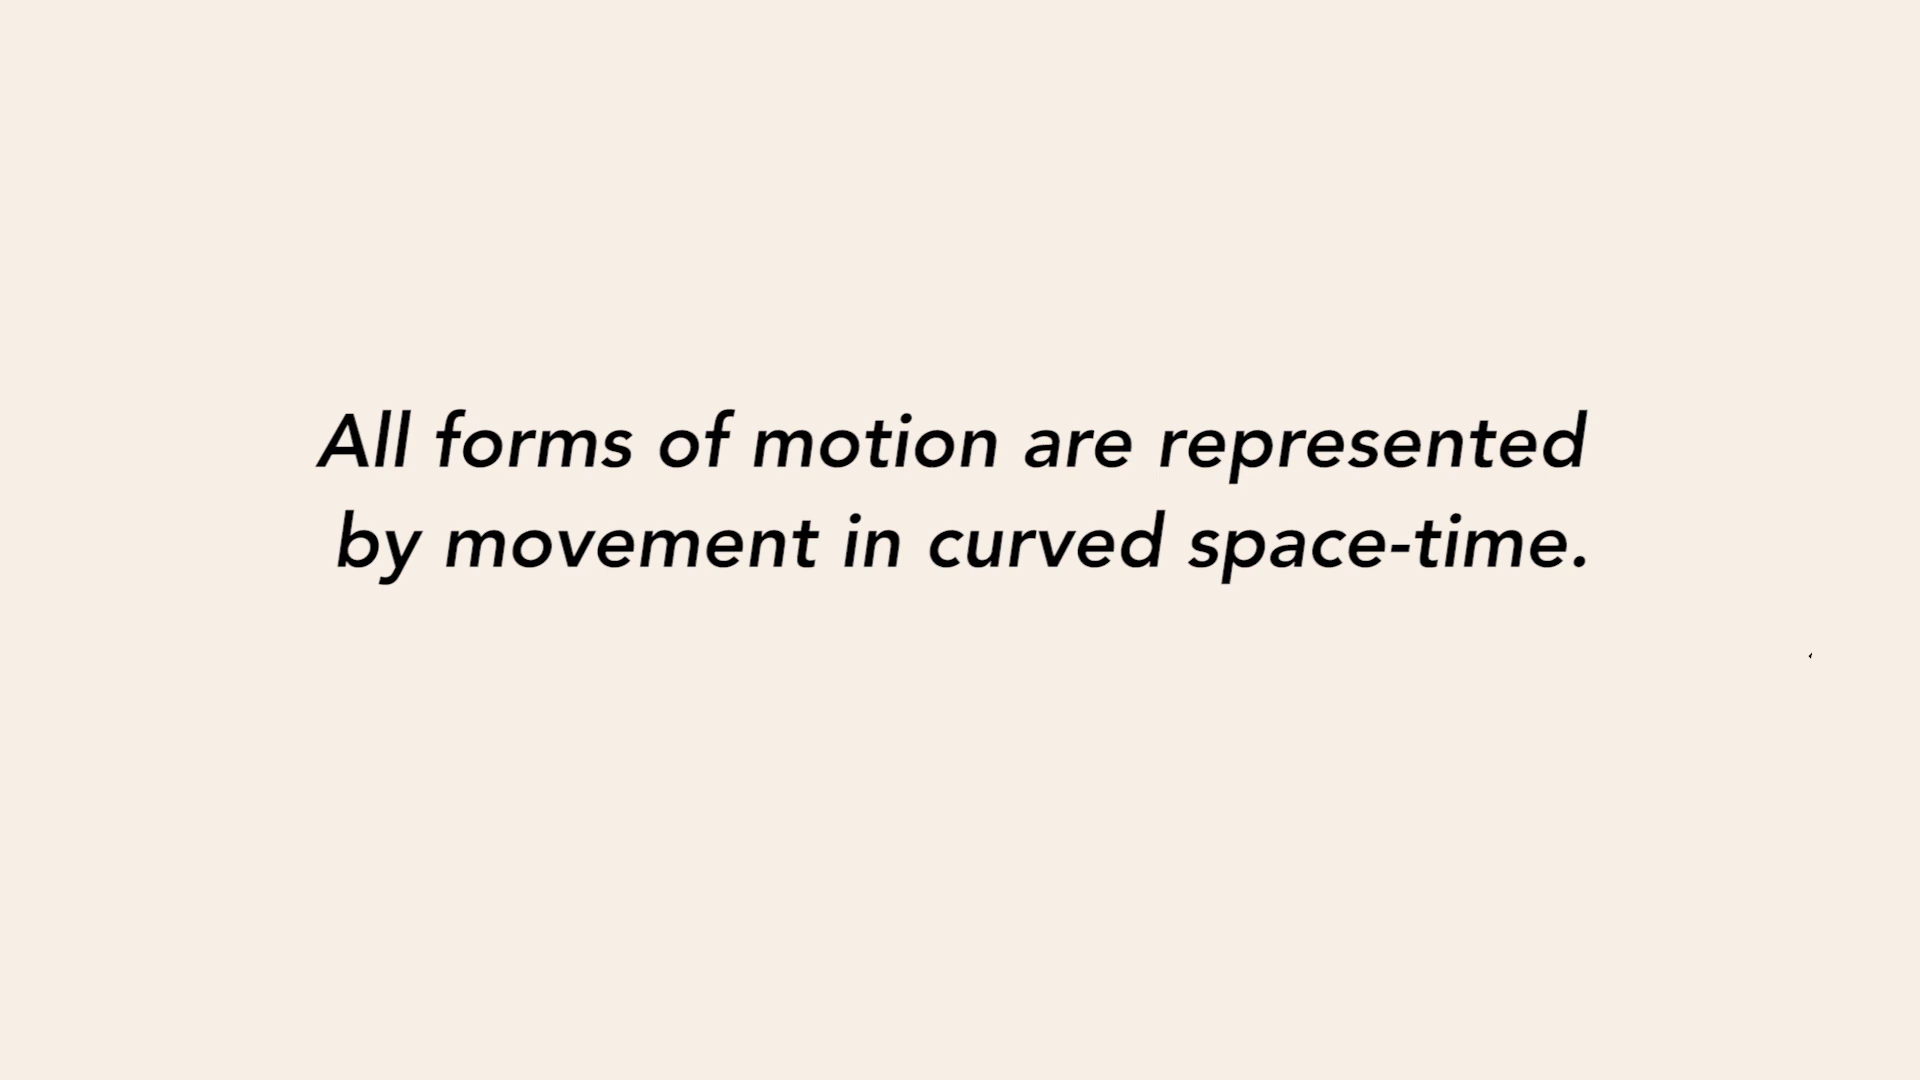 All forms of motion are represented
by movement in curved space-time.